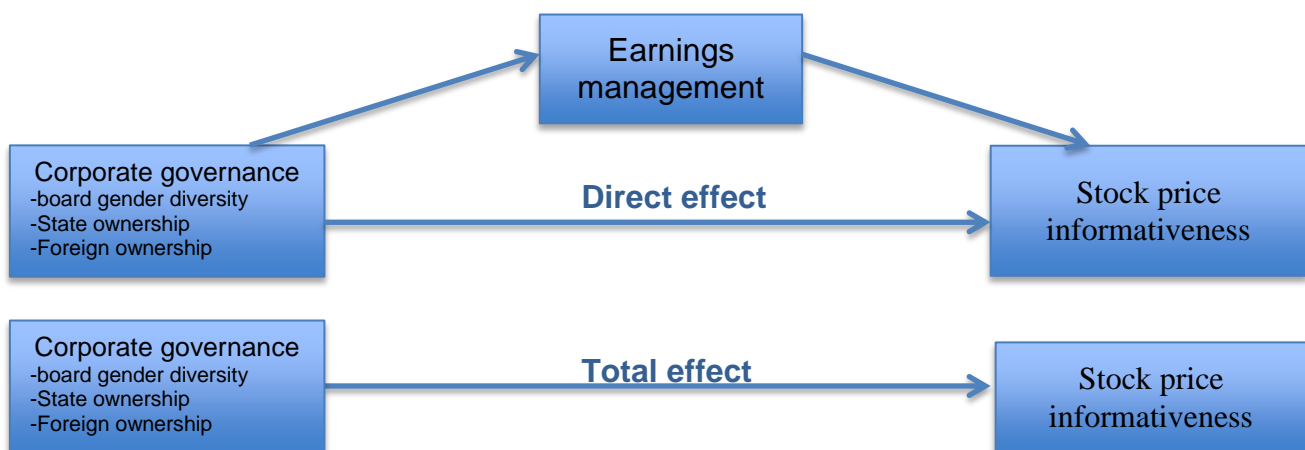 Earnings
management
Corporate governance
-board gender diversity
-State ownership
-Foreign ownership
Direct effect
Stock price
informativeness
Corporate governance
-board gender diversity
-State ownership
-Foreign ownership
Total effect
Stock price
informativeness